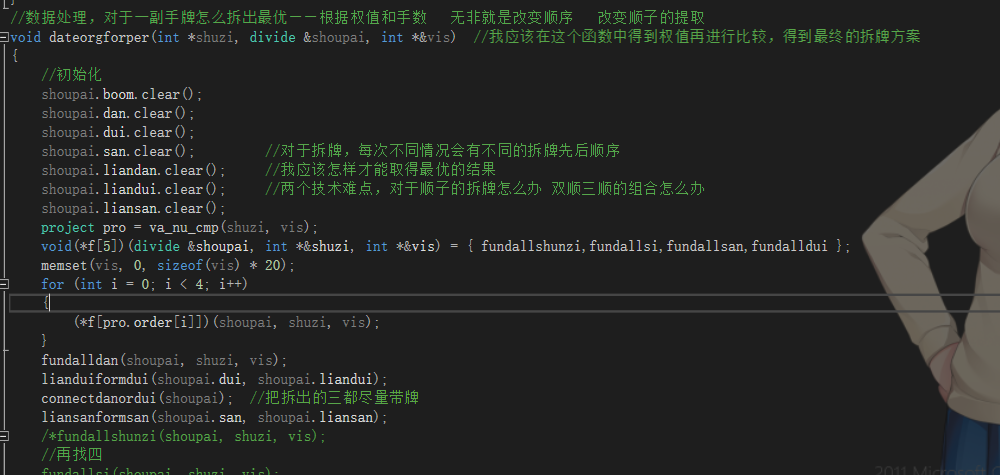 //数据处理，对于一副手牌怎么拆出最优－－根据权值和手数   无非就是改变顺序   改变顺子的提取
void dateorgforper(int *shuzi, divide &shoupai, int *&vis)  //我应该在这个函数中得到权值再进行比较，得到最终的拆牌方案
{
    //初始化
    shoupai.boom.clear();
    shoupai.dan.clear();
    shoupai.dui.clear();
    shoupai.san.clear();        //对于拆牌，每次不同情况会有不同的拆牌先后顺序
    shoupai.liandan.clear();    //我应该怎样才能取得最优的结果
    shoupai.liandui.clear();    //两个技术难点，对于顺子的拆牌怎么办 双顺三顺的组合怎么办
    shoupai.liansan.clear();
    project pro = va_nu_cmp(shuzi, vis);
    void(*f[5])(divide &shoupai, int *&shuzi, int *&vis) = { fundallshunzi,fundallsi,fundallsan,fundalldui };
    memset(vis, 0, sizeof(vis) * 20);
    for (int i = 0; i < 4; i++)
    {
        (*f[pro.order[i]])(shoupai, shuzi, vis);
    }
    fundalldan(shoupai, shuzi, vis);
    lianduiformdui(shoupai.dui, shoupai.liandui);
    connectdanordui(shoupai);  //把拆出的三都尽量带牌
    liansanformsan(shoupai.san, shoupai.liansan);
    /*fundallshunzi(shoupai, shuzi, vis);
    //再找四
    fundallsi(shoupai, shuzi, vis);